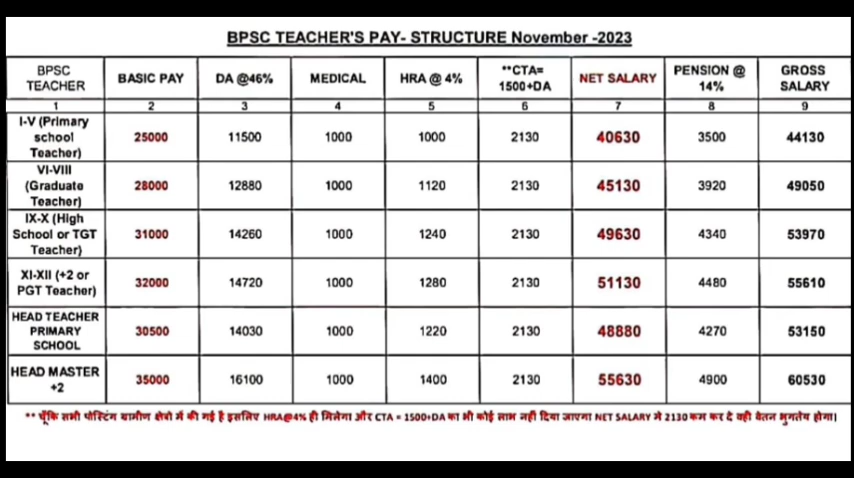 BPSC TEACHER'S PAY- STRUCTURE November -2023
BPSC TEACHER BASIC PAY DA @46% MEDICAL HRA @ 4% **CTA= 1500+DA NET SALARY PENSION @ 14% GROSS SALARY
1 2 3 4 5 6 7 8 9
I-V (Primary school Teacher) 25000 11500 1000 1000 2130 40630 3500 44130
VI-VIII (Graduate Teacher) 28000 12880 1000 1120 2130 45130 3920 49050
IX-X (High School or TGT Teacher) 31000 14260 1000 1240 2130 49630 4340 53970
XI-XII (+2 or PGT Teacher) 32000 14720 1000 1280 2130 51130 4480 55610
HEAD TEACHER PRIMARY SCHOOL 30500 14030 1000 1220 2130 48880 4270 53150
HEAD MASTER +2 35000 16100 1000 1400 2130 55630 4900 60530
** चूँकि सभी पोस्टिंग ग्रामीण क्षेत्रो में की गई है इसलिए HRA@4% ही मिलेगा और CTA = 1500+DA का भी कोई लाभ नहीं दिया जाएगा NET SALARY मे 2130 कम कर दे वही वेतन भुगतेय होगा।